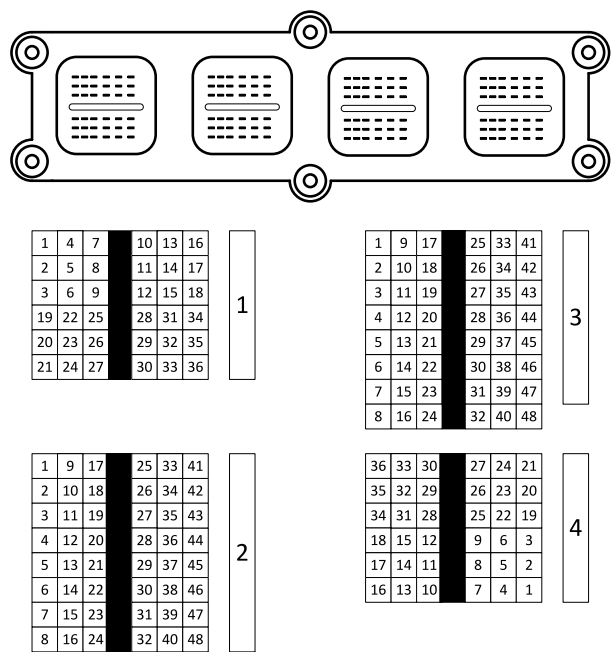 1 4 7 10 13 16
2 5 8 11 14 17
3 6 9 12 15 18
19 22 25 28 31 34
20 23 26 29 32 35
21 24 27 30 33 36
1
1 9 17 25 33 41
2 10 18 26 34 42
3 11 19 27 35 43
4 12 20 28 36 44
5 13 21 29 37 45
6 14 22 30 38 46
7 15 23 31 39 47
8 16 24 32 40 48
3
1 9 17 25 33 41
2 10 18 26 34 42
3 11 19 27 35 43
4 12 20 28 36 44
5 13 21 29 37 45
6 14 22 30 38 46
7 15 23 31 39 47
8 16 24 32 40 48
2
36 33 30 27 24 21
35 32 29 26 23 20
34 31 28 25 22 19
18 15 12 9 6 3
17 14 11 8 5 2
16 13 10 7 4 1
4